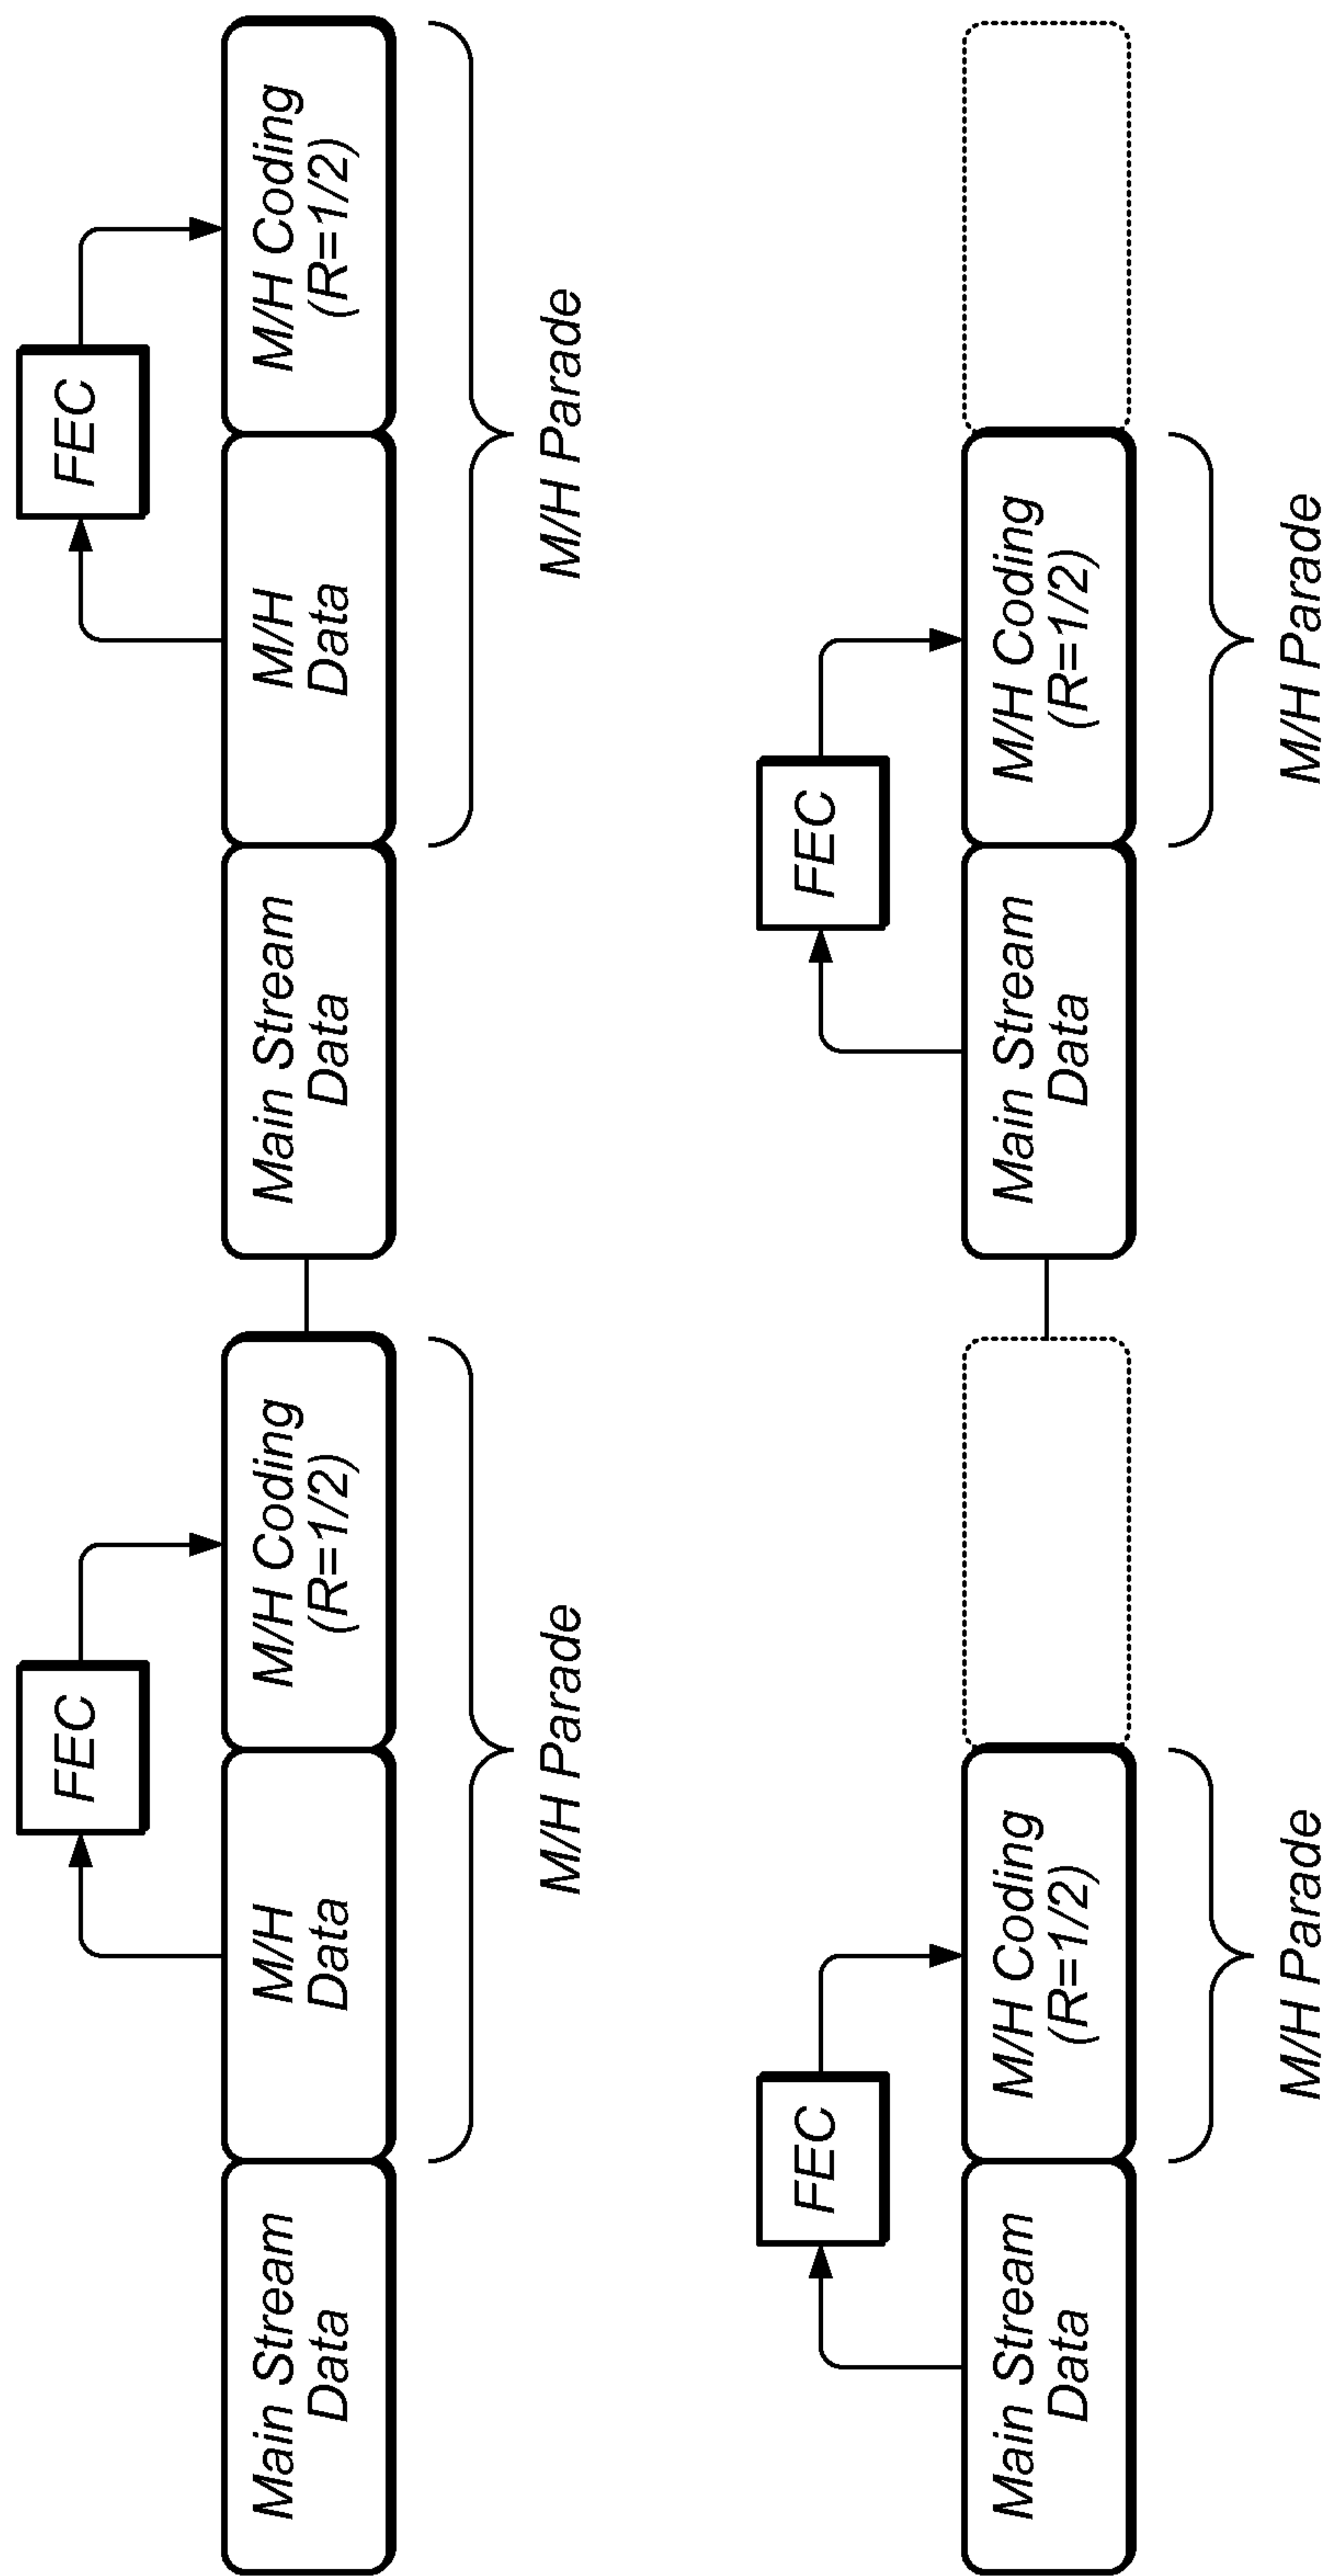 FEC
FEC
Main Stream
Data
M/H
Data
M/H Coding
(R=1/2)
Main Stream
Data
M/H
Data
M/H Coding
(R=1/2)
M/H Parade
M/H Parade
FEC
FEC
Main Stream
Data
M/H Coding
(R=1/2)
Main Stream
Data
M/H Coding
(R=1/2)
M/H Parade
M/H Parade